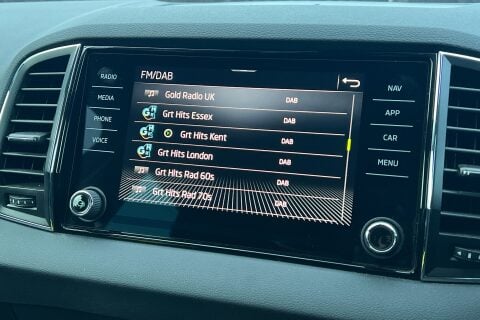 RADIO
MEDIA
PHONE
VOICE
FM/DAB
Gold Radio UK DAB
Grt Hits Essex DAB
Grt Hits Kent DAB
Grt Hits London DAB
Grt Hits Rad 60s DAB
Grt Hits Rad 70s DAB
NAV
APP
CAR
MENU